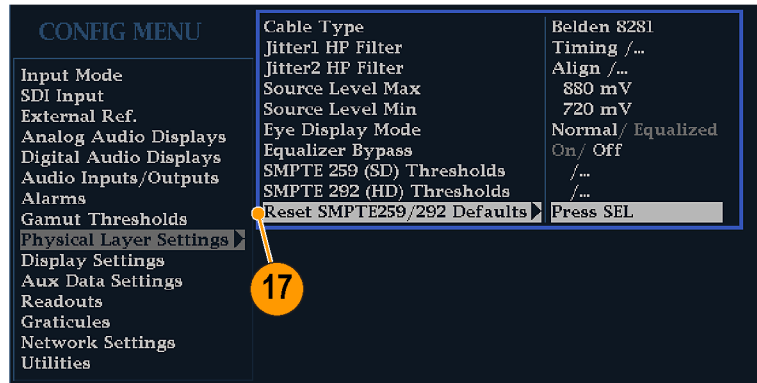 CONFIG MENU
Input Mode
SDI Input
External Ref.
Analog Audio Displays
Digital Audio Displays
Audio Inputs/Outputs
Alarms
Gamut Thresholds
Physical Layer Settings
Display Settings
Aux Data Settings
Readouts
Graticules
Network Settings
Utilities
Cable Type Belden 8281
Jitter1 HP Filter Timing /...
Jitter2 HP Filter Align /...
Source Level Max 880 mV
Source Level Min 720 mV
Eye Display Mode Normal/ Equalized
Equalizer Bypass On/ Off
SMPTE 259 (SD) Thresholds /...
SMPTE 292 (HD) Thresholds /...
Reset SMPTE259/292 Defaults Press SEL
17